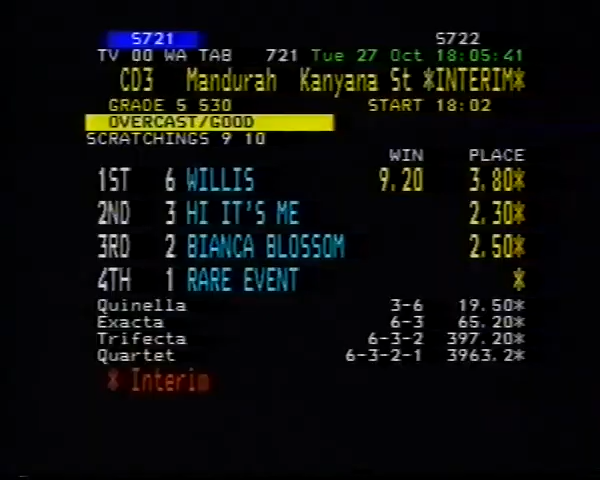 S721 S722
TV 00 WA TAB 721 Tue 27 Oct 18:05:41
CD3 Mandurah Kanyana St *INTERIM*
GRADE 5 530 START 18:02
OVERCAST/GOOD
SCRATCHINGS 9 10
WIN PLACE
1ST 6 WILLIS 9.20 3.80*
2ND 3 HI IT'S ME 2.30*
3RD 2 BIANCA BLOSSOM 2.50*
4TH 1 RARE EVENT *
Quinella 3-6 19.50*
Exacta 6-3 65.20*
Trifecta 6-3-2 397.20*
Quartet 6-3-2-1 3963.2*
* Interim